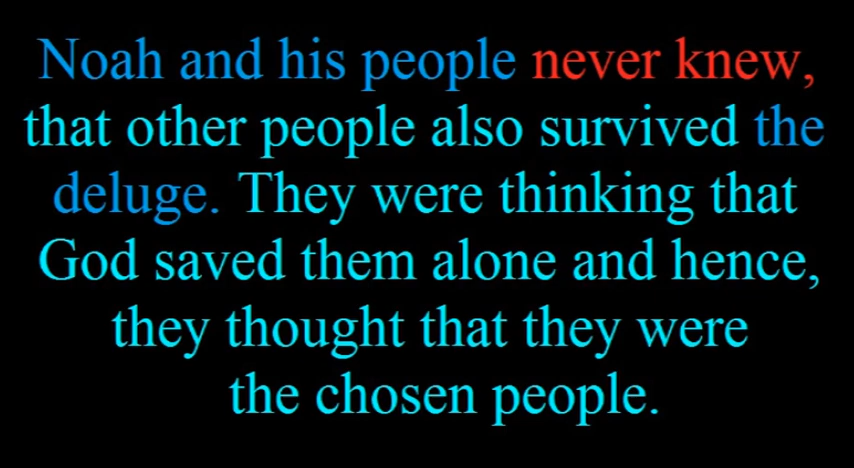 Noah and his people never knew,
that other people also survived the
deluge. They were thinking that
God saved them alone and hence,
they thought that they were
the chosen people.